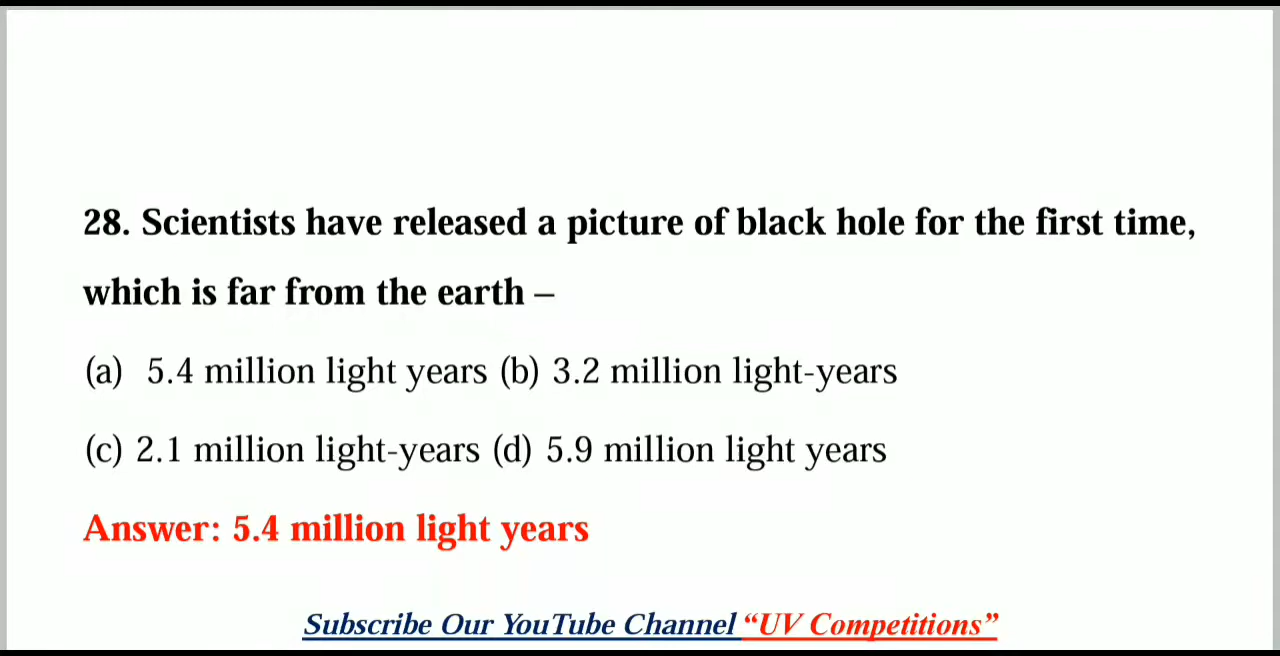 28. Scientists have released a picture of black hole for the first time,
which is far from the earth –
(a) 5.4 million light years (b) 3.2 million light-years
(c) 2.1 million light-years (d) 5.9 million light years
Answer: 5.4 million light years
Subscribe Our YouTube Channel “UV Competitions”